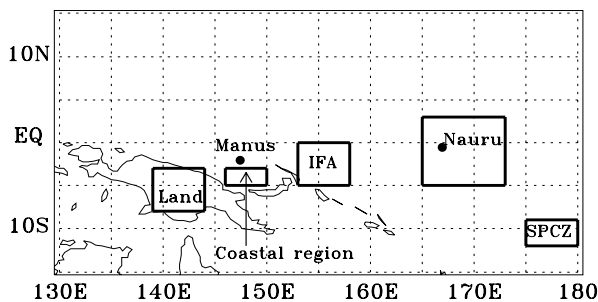 10N
EQ
Manus
Nauru
IFA
Land
10S
SPCZ
Coastal region
130E 140E 150E 160E 170E 180